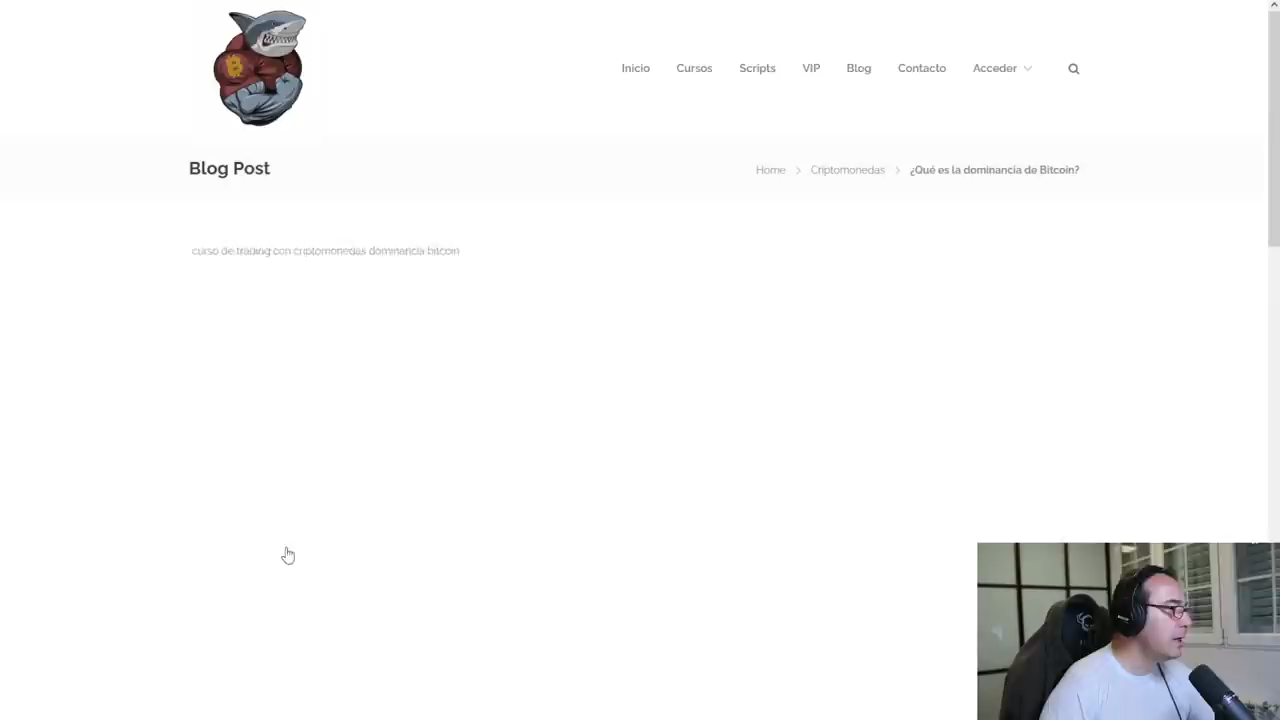 Inicio Cursos Scripts VIP Blog Contacto Acceder
Blog Post
Home > Criptomonedas > ¿Qué es la dominancia de Bitcoin?
curso de trading con criptomonedas dominancia bitcoin